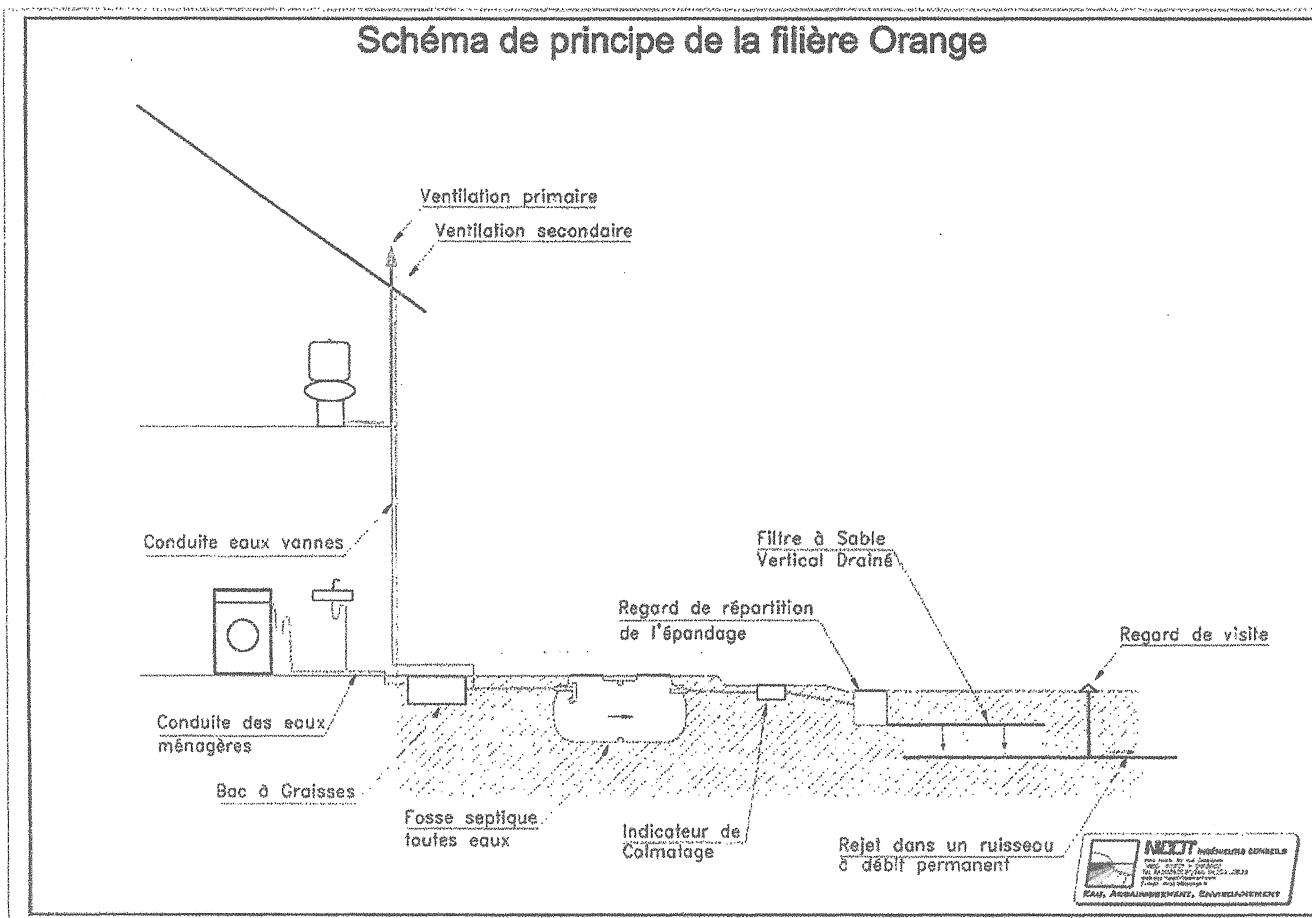 Schéma de principe de la filière Orange
Ventilation primaire
Ventilation secondaire
Conduite eaux vannes
Filtre à Sable
Vertical Drainé
Regard de répartition
de l'épandage
Regard de visite
Conduite des eaux
ménagères
Bac à Graisses
Fosse septique
toutes eaux
Indicateur de
Colmatage
Rejet dans un ruisseau
à débit permanent
INGÉNIEURS CONSEILS
EAU, ASSAINISSEMENT, ENVIRONNEMENT